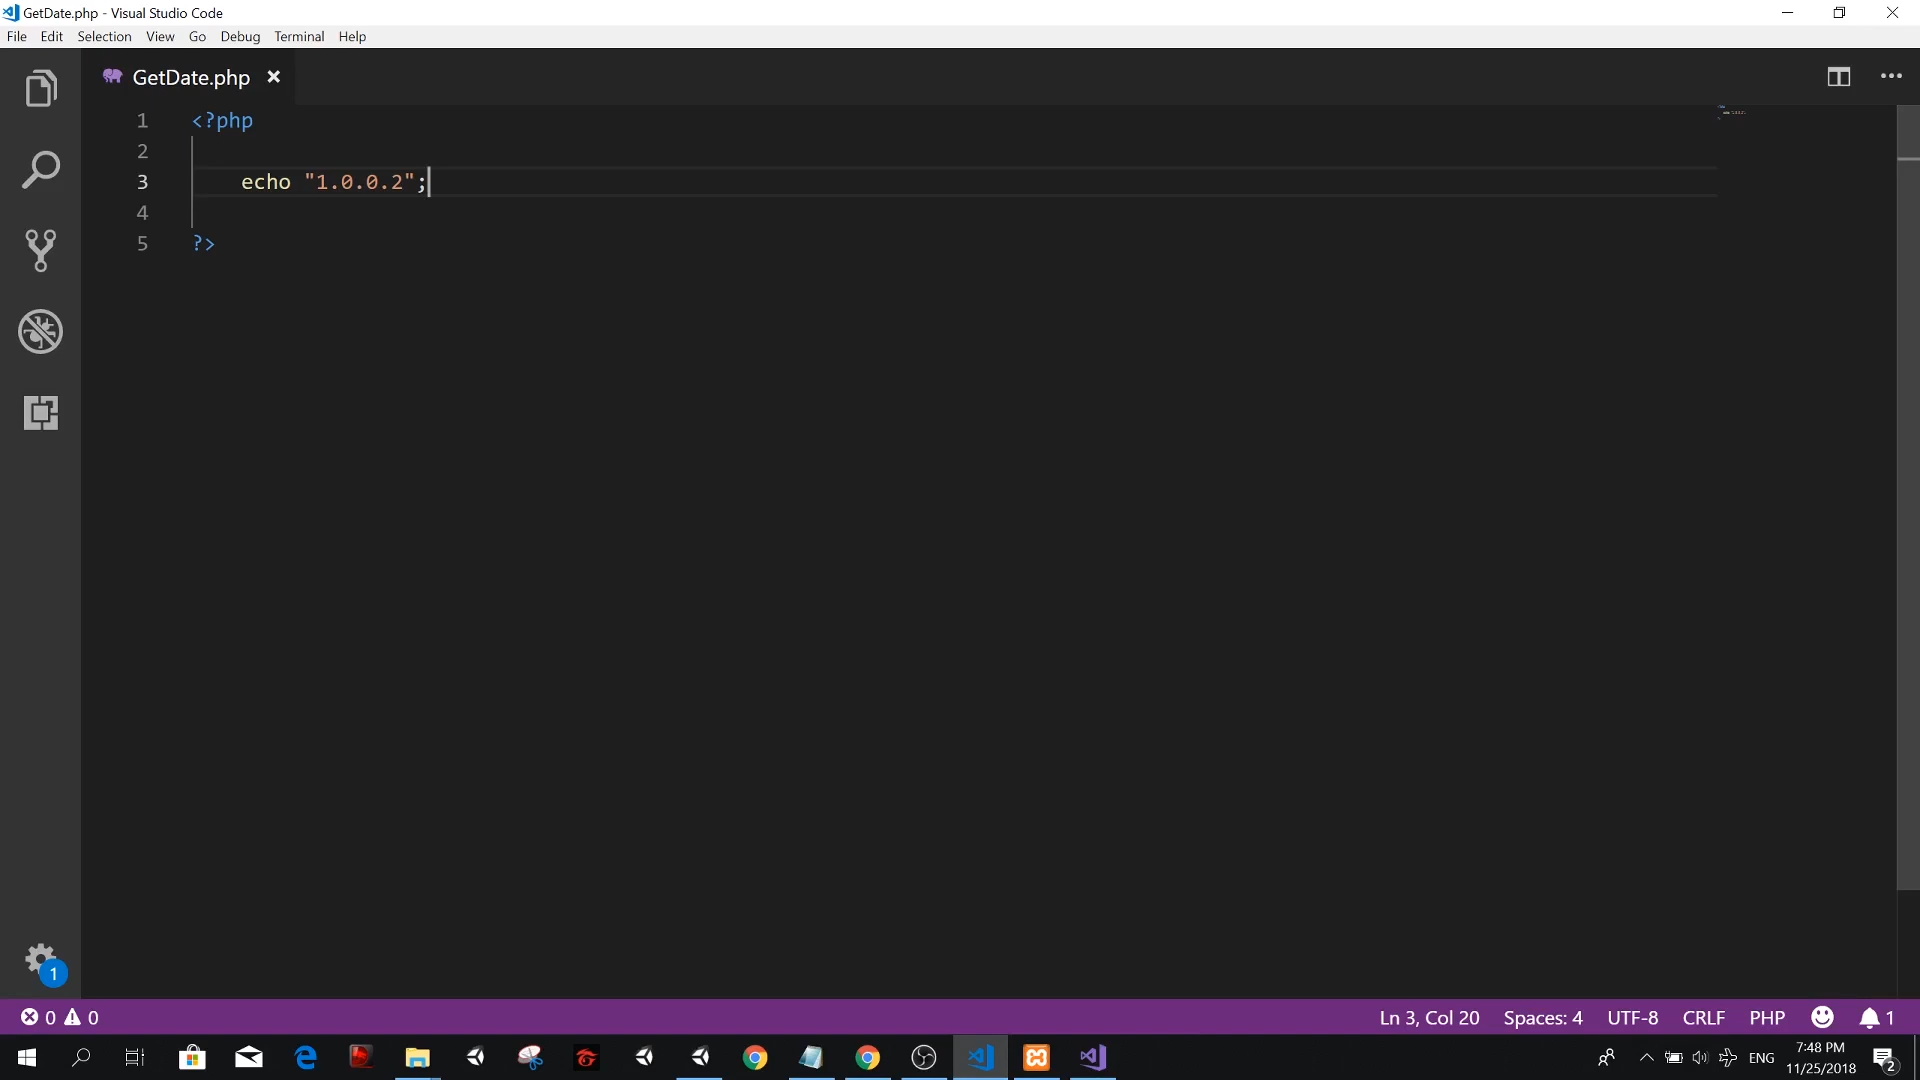 GetDate.php - Visual Studio Code
File Edit Selection View Go Debug Terminal Help
GetDate.php
1 <?php
2
3 echo "1.0.0.2";
4
5 ?>
1
0 0 Ln 3, Col 20 Spaces: 4 UTF-8 CRLF PHP 1
ENG 7:48 PM
11/25/2018 2